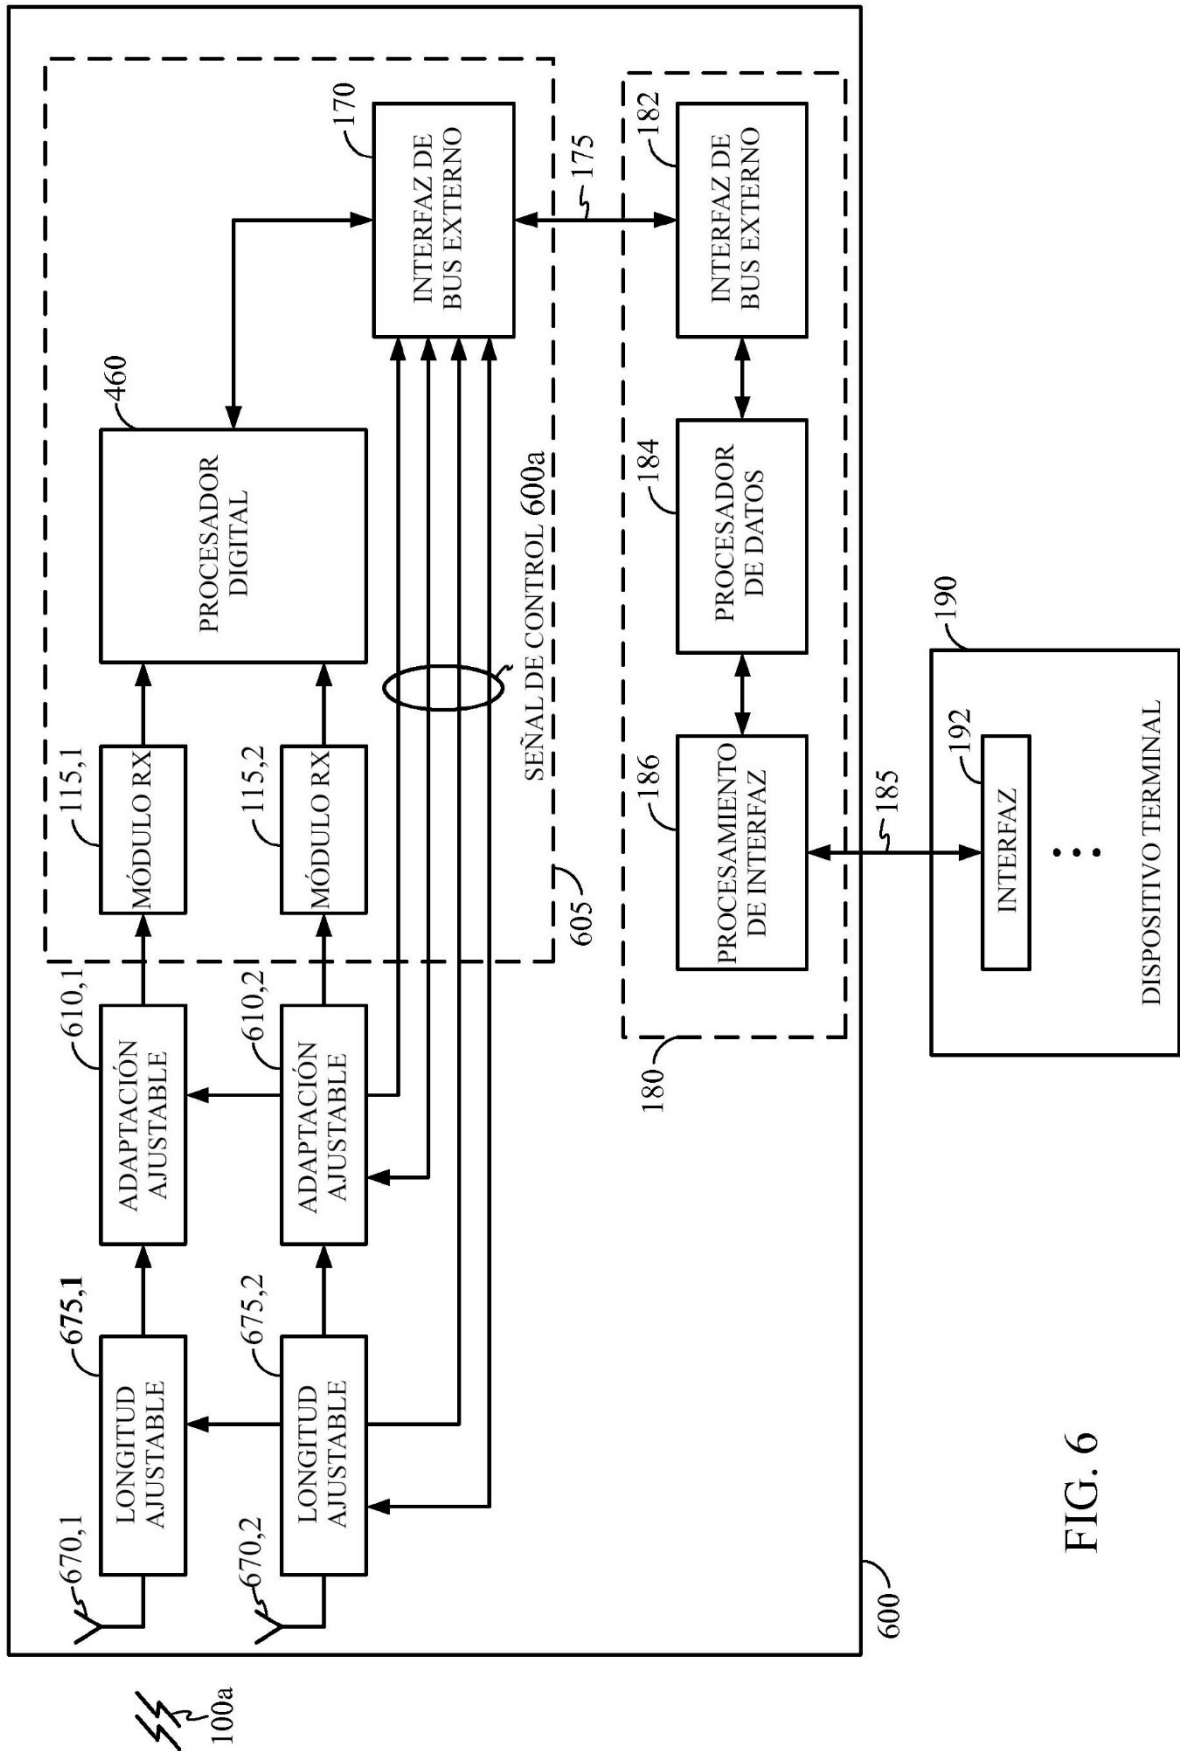 100a
670,1
LONGITUD
AJUSTABLE
675,1
ADAPTACIÓN
AJUSTABLE
610,1
MÓDULO RX
115,1
PROCESADOR
DIGITAL
460
670,2
LONGITUD
AJUSTABLE
675,2
ADAPTACIÓN
AJUSTABLE
610,2
MÓDULO RX
115,2
INTERFAZ DE
BUS EXTERNO
170
SEÑAL DE CONTROL 600a
605
175
180
PROCESAMIENTO
DE INTERFAZ
186
PROCESADOR
DE DATOS
184
INTERFAZ DE
BUS EXTERNO
182
600
185
190
INTERFAZ
192
DISPOSITIVO TERMINAL
FIG. 6